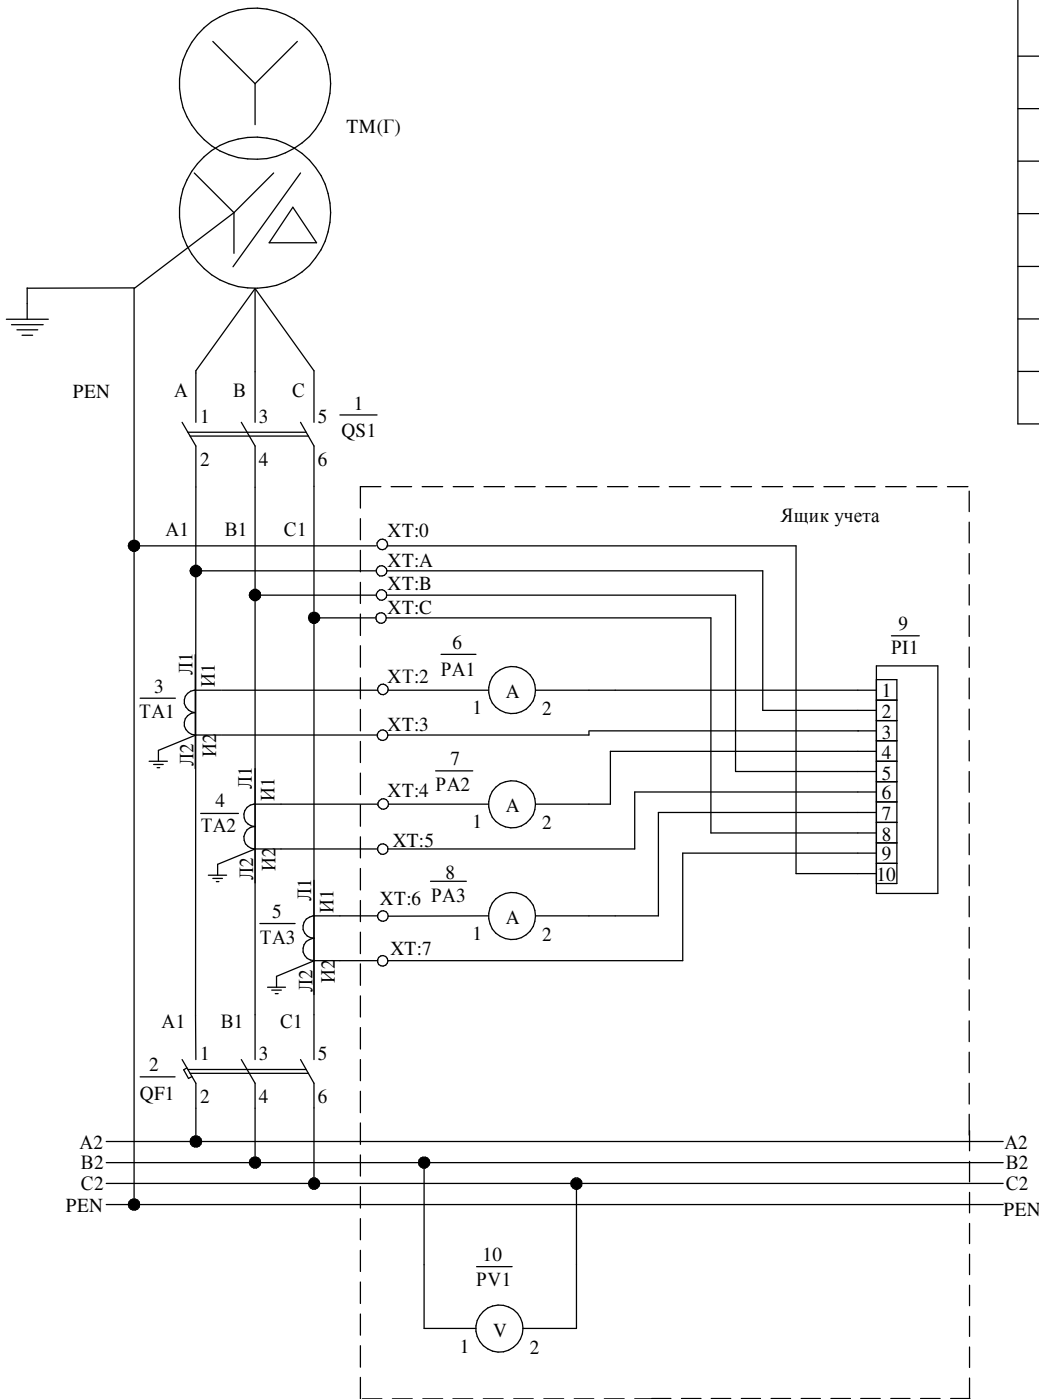 ТМ(Г)
PEN
A
B
C
1
3
5
1
QS1
2
4
6
Ящик учета
A1
B1
C1
XT:0
XT:A
XT:B
XT:C
9
PI1
6
PA1
Л1
И1
XT:2
1
A
2
3
TA1
XT:3
Л2
И2
7
PA2
Л1
И1
XT:4
1
A
2
4
TA2
XT:5
Л2
И2
8
PA3
Л1
И1
XT:6
1
A
2
5
TA3
XT:7
Л2
И2
1
2
3
4
5
6
7
8
9
10
A1
B1
C1
1
3
5
2
QF1
2
4
6
A2
A2
B2
B2
C2
C2
PEN
PEN
10
PV1
1
V
2